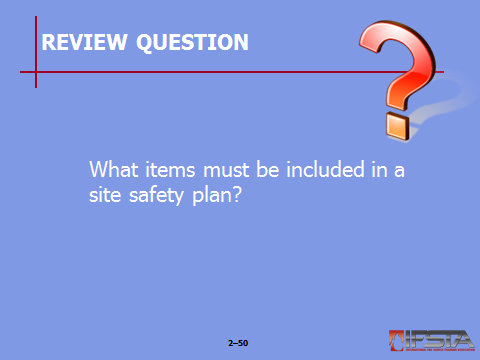 REVIEW QUESTION
What items must be included in a
site safety plan?
2–50
IFSTA